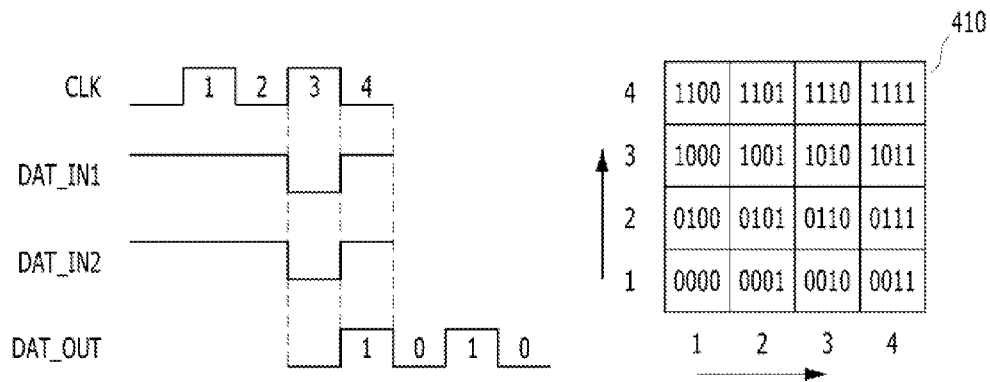 CLK 1 2 3 4
DAT_IN1
DAT_IN2
DAT_OUT 1 0 1 0
410
4 1100 1101 1110 1111
3 1000 1001 1010 1011
2 0100 0101 0110 0111
1 0000 0001 0010 0011
1 2 3 4